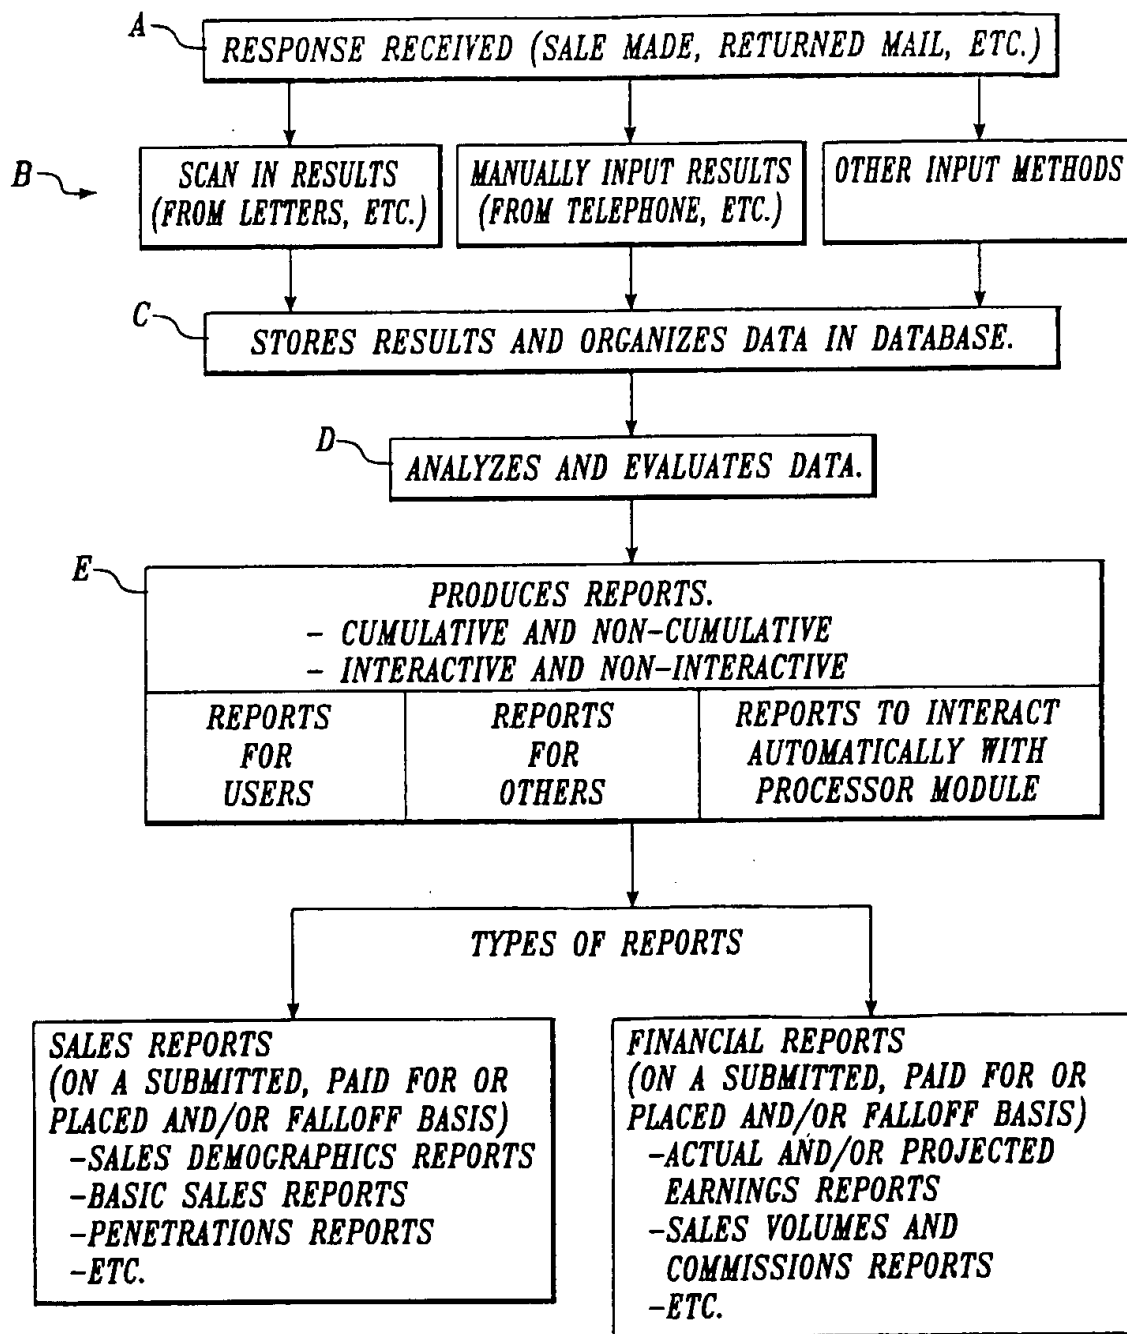 A
RESPONSE RECEIVED (SALE MADE, RETURNED MAIL, ETC.)
B
SCAN IN RESULTS
(FROM LETTERS, ETC.)
MANUALLY INPUT RESULTS
(FROM TELEPHONE, ETC.)
OTHER INPUT METHODS
C
STORES RESULTS AND ORGANIZES DATA IN DATABASE.
D
ANALYZES AND EVALUATES DATA.
E
PRODUCES REPORTS.
- CUMULATIVE AND NON-CUMULATIVE
- INTERACTIVE AND NON-INTERACTIVE
REPORTS
FOR
USERS
REPORTS
FOR
OTHERS
REPORTS TO INTERACT
AUTOMATICALLY WITH
PROCESSOR MODULE
TYPES OF REPORTS
SALES REPORTS
(ON A SUBMITTED, PAID FOR OR
PLACED AND/OR FALLOFF BASIS)
-SALES DEMOGRAPHICS REPORTS
-BASIC SALES REPORTS
-PENETRATIONS REPORTS
-ETC.
FINANCIAL REPORTS
(ON A SUBMITTED, PAID FOR OR
PLACED AND/OR FALLOFF BASIS)
-ACTUAL AND/OR PROJECTED
EARNINGS REPORTS
-SALES VOLUMES AND
COMMISSIONS REPORTS
-ETC.